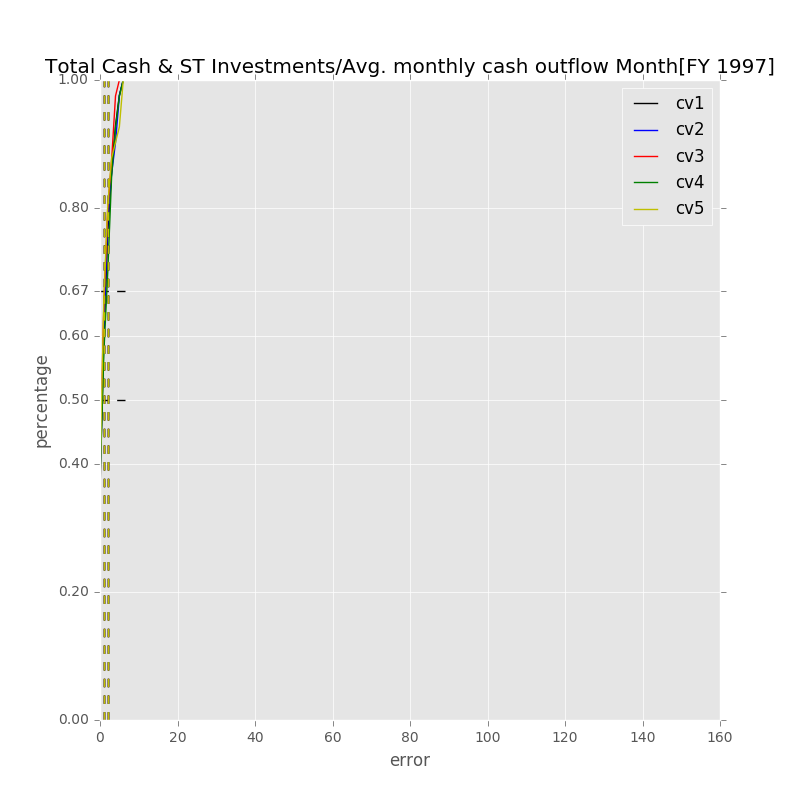 Total Cash & ST Investments/Avg. monthly cash outflow Month[FY 1997]
1.00
0.80
0.67
0.60
0.50
0.40
0.20
0.00
percentage
cv1
cv2
cv3
cv4
cv5
0 20 40 60 80 100 120 140 160
error